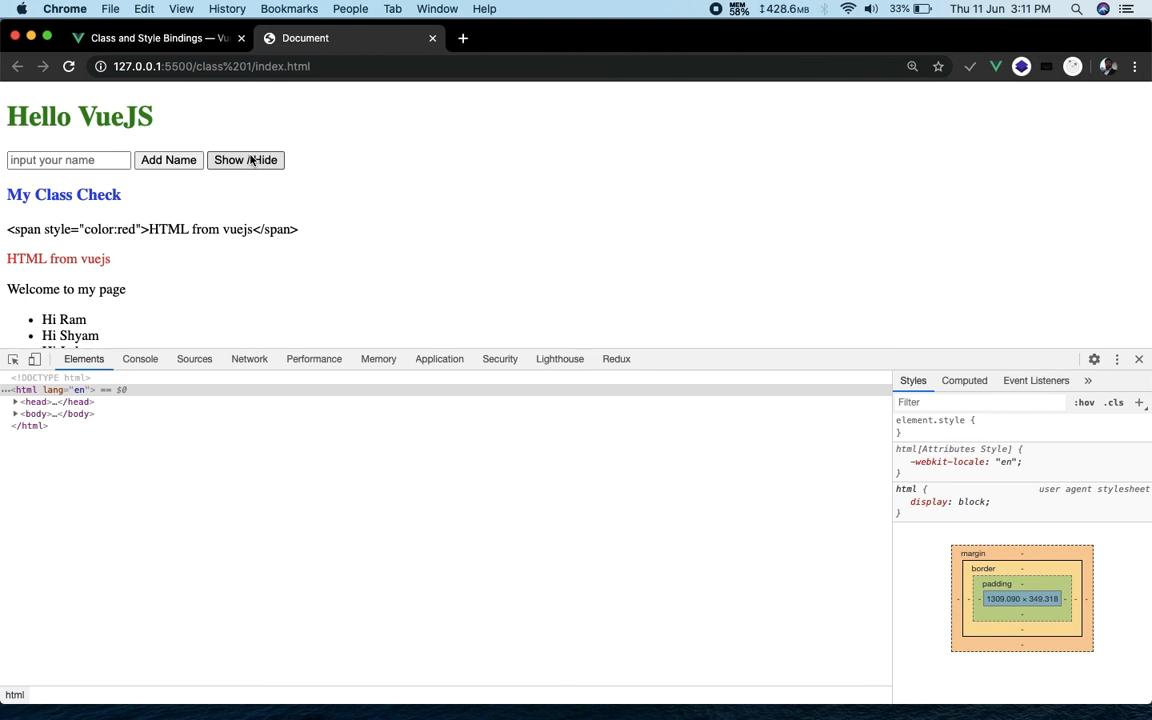 Chrome File Edit View History Bookmarks People Tab Window Help MEM 58% 428.6MB 33% Thu 11 Jun 3:11 PM
Class and Style Bindings — Vu × Document × +
127.0.0.1:5500/class%201/index.html
Hello VueJS
input your name Add Name Show / Hide
My Class Check
<span style="color:red">HTML from vuejs</span>
HTML from vuejs
Welcome to my page
• Hi Ram
• Hi Shyam
Elements Console Sources Network Performance Memory Application Security Lighthouse Redux
<!DOCTYPE html>
…<html lang="en"> == $0
<head>…</head>
<body>…</body>
</html>
html
Styles Computed Event Listeners »
Filter :hov .cls +
element.style {
}
html[Attributes Style] {
-webkit-locale: "en";
}
html { user agent stylesheet
display: block;
}
margin -
border -
padding -
- - - 1309.090 × 349.318 - - -
-
-
-